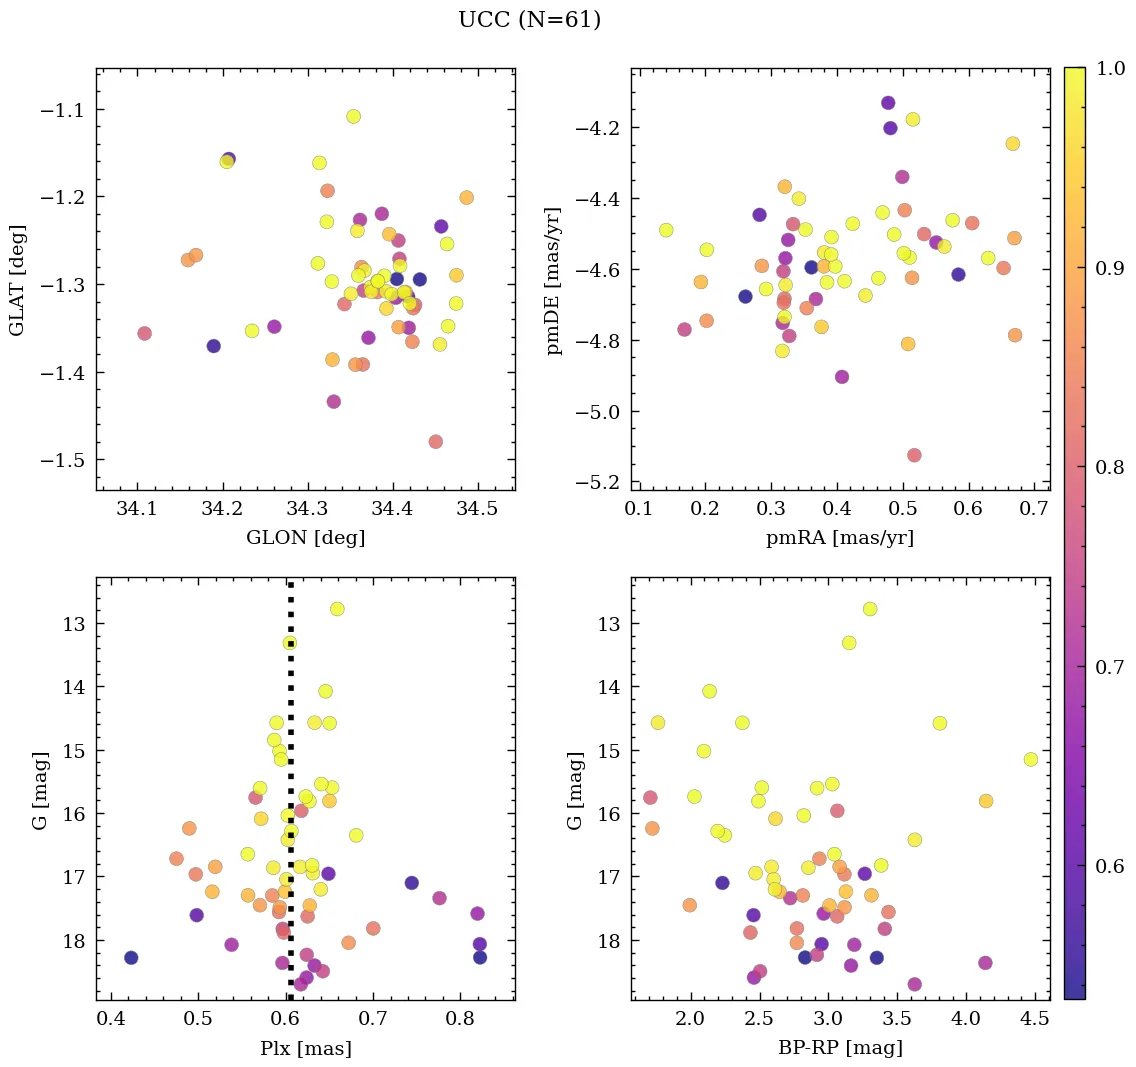 UCC (N=61)
−1.1
−1.2
−1.3
−1.4
−1.5
GLAT [deg]
34.1 34.2 34.3 34.4 34.5
GLON [deg]
−4.2
−4.4
−4.6
−4.8
−5.0
−5.2
pmDE [mas/yr]
0.1 0.2 0.3 0.4 0.5 0.6 0.7
pmRA [mas/yr]
13
14
15
16
17
18
G [mag]
0.4 0.5 0.6 0.7 0.8
Plx [mas]
13
14
15
16
17
18
G [mag]
2.0 2.5 3.0 3.5 4.0 4.5
BP-RP [mag]
1.0
0.9
0.8
0.7
0.6